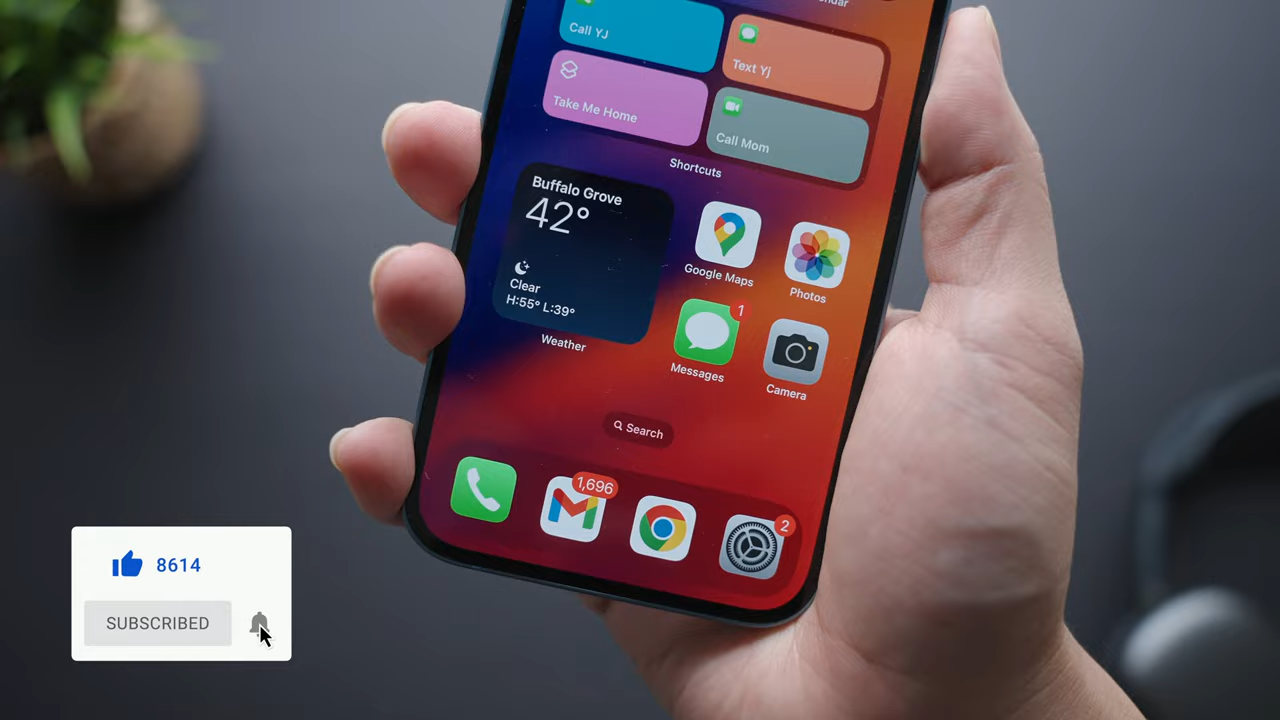 Call YJ
Text Yj
Take Me Home
Call Mom
Shortcuts
Buffalo Grove
42°
Clear
H:55° L:39°
Weather
Google Maps
Photos
1
Messages
Camera
Search
1,696
2
8614
SUBSCRIBED